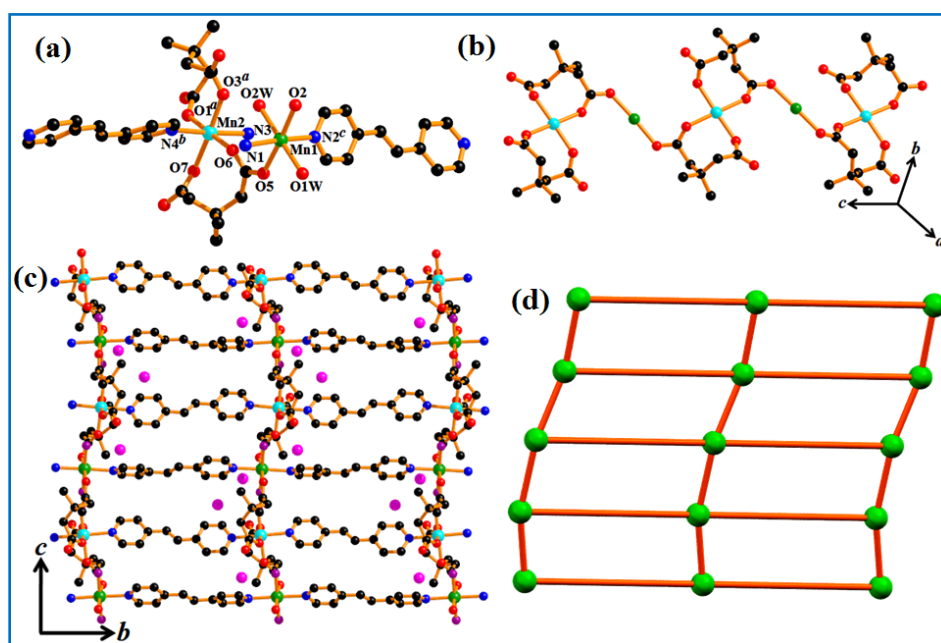 (a)
O3ᵃ
O2W
O2
O1ᵃ
Mn2
N3
N2ᶜ
N4ᵇ
N1
Mn1
O7
O6
O5
O1W
(b)
b
c
a
(c)
c
b
(d)